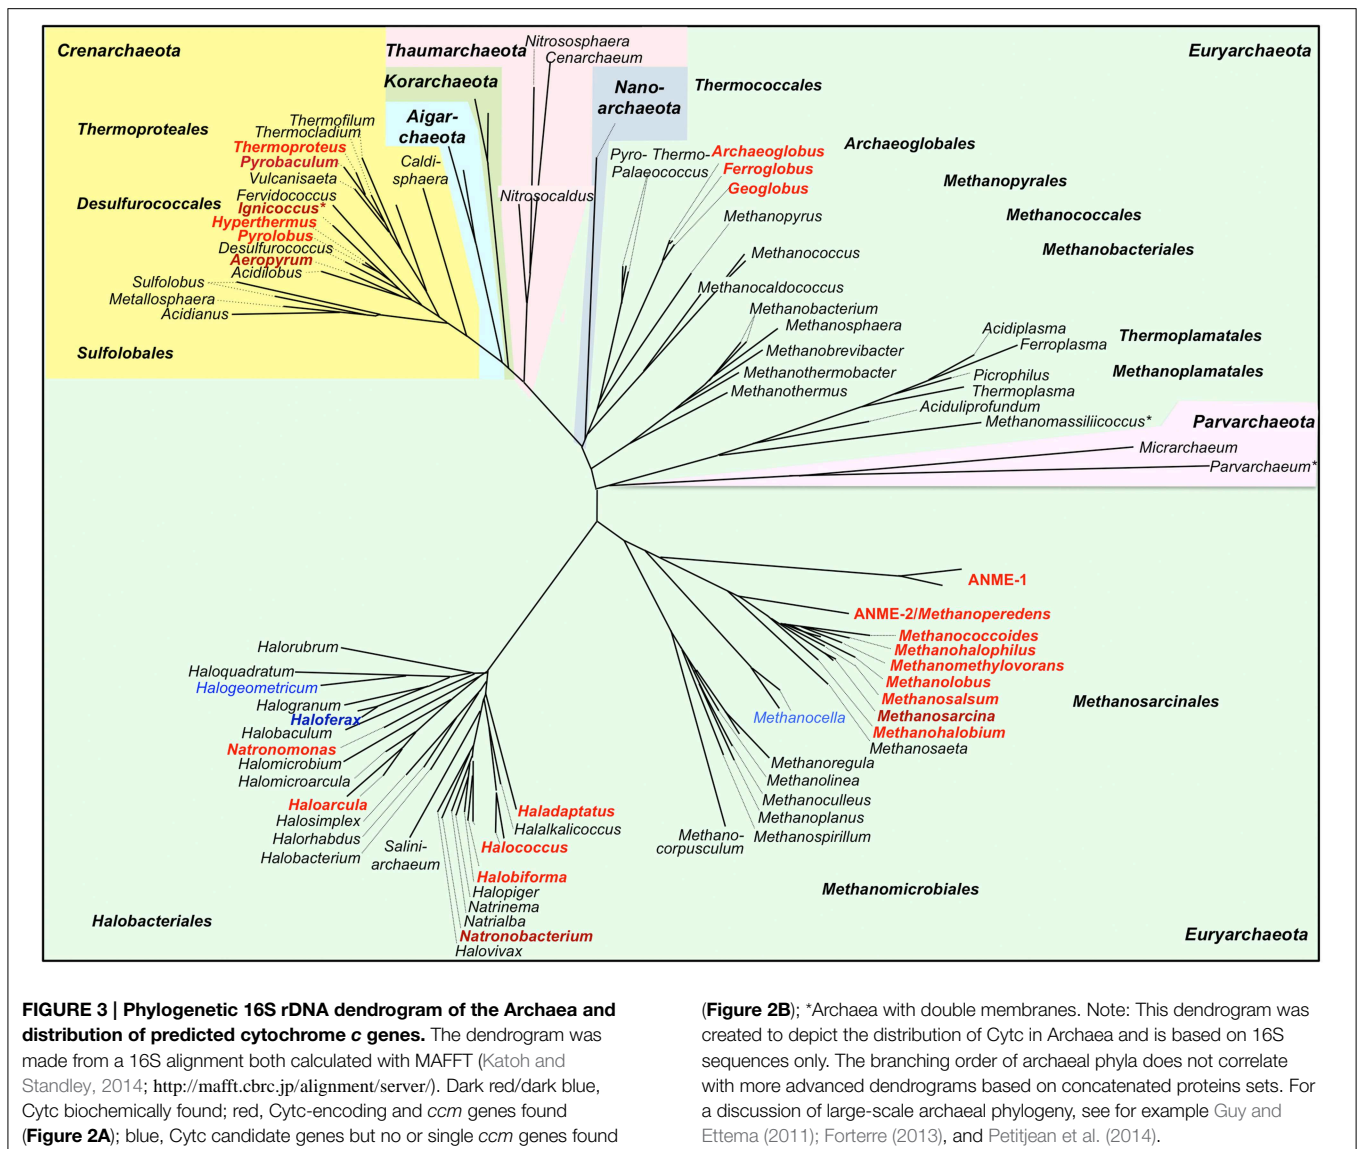 Crenarchaeota
Thaumarchaeota
Nitrososphaera
Cenarchaeum
Euryarchaeota
Korarchaeota
Nano-
archaeota
Thermococcales
Aigar-
chaeota
Thermoproteales
Thermofilum
Thermocladium
Thermoproteus
Pyrobaculum
Vulcanisaeta
Fervidococcus
Desulfurococcales
Ignicoccus*
Hyperthermus
Pyrolobus
Desulfurococcus
Aeropyrum
Acidilobus
Sulfolobus
Metallosphaera
Acidianus
Sulfolobales
Caldi-
sphaera
Nitrosocaldus
Pyro- Thermo-
Palaeococcus
Archaeoglobus
Ferroglobus
Geoglobus
Archaeoglobales
Methanopyrales
Methanopyrus
Methanococcales
Methanobacteriales
Methanococcus
Methanocaldococcus
Methanobacterium
Methanosphaera
Methanobrevibacter
Methanothermobacter
Methanothermus
Acidiplasma
Ferroplasma
Thermoplamatales
Picrophilus
Methanoplamatales
Thermoplasma
Aciduliprofundum
Methanomassiliicoccus*
Parvarchaeota
Micrarchaeum
Parvarchaeum*
ANME-1
ANME-2/Methanoperedens
Methanococcoides
Methanohalophilus
Methanomethylovorans
Methanolobus
Methanosalsum
Methanosarcina
Methanohalobium
Methanosaeta
Methanosarcinales
Methanocella
Methanoregula
Methanolinea
Methanoculleus
Methanoplanus
Methanospirillum
Methano-
corpusculum
Methanomicrobiales
Halorubrum
Haloquadratum
Halogeometricum
Halogranum
Haloferax
Halobaculum
Natronomonas
Halomicrobium
Halomicroarcula
Haloarcula
Halosimplex
Halorhabdus
Halobacterium
Salini-
archaeum
Haladaptatus
Halalkalicoccus
Halococcus
Halobiforma
Halopiger
Natrinema
Natrialba
Natronobacterium
Halovivax
Halobacteriales
Euryarchaeota
FIGURE 3 | Phylogenetic 16S rDNA dendrogram of the Archaea and
distribution of predicted cytochrome c genes. The dendrogram was
made from a 16S alignment both calculated with MAFFT (Katoh and
Standley, 2014; http://mafft.cbrc.jp/alignment/server/). Dark red/dark blue,
Cytc biochemically found; red, Cytc-encoding and ccm genes found
(Figure 2A); blue, Cytc candidate genes but no or single ccm genes found
(Figure 2B); *Archaea with double membranes. Note: This dendrogram was
created to depict the distribution of Cytc in Archaea and is based on 16S
sequences only. The branching order of archaeal phyla does not correlate
with more advanced dendrograms based on concatenated proteins sets. For
a discussion of large-scale archaeal phylogeny, see for example Guy and
Ettema (2011); Forterre (2013), and Petitjean et al. (2014).